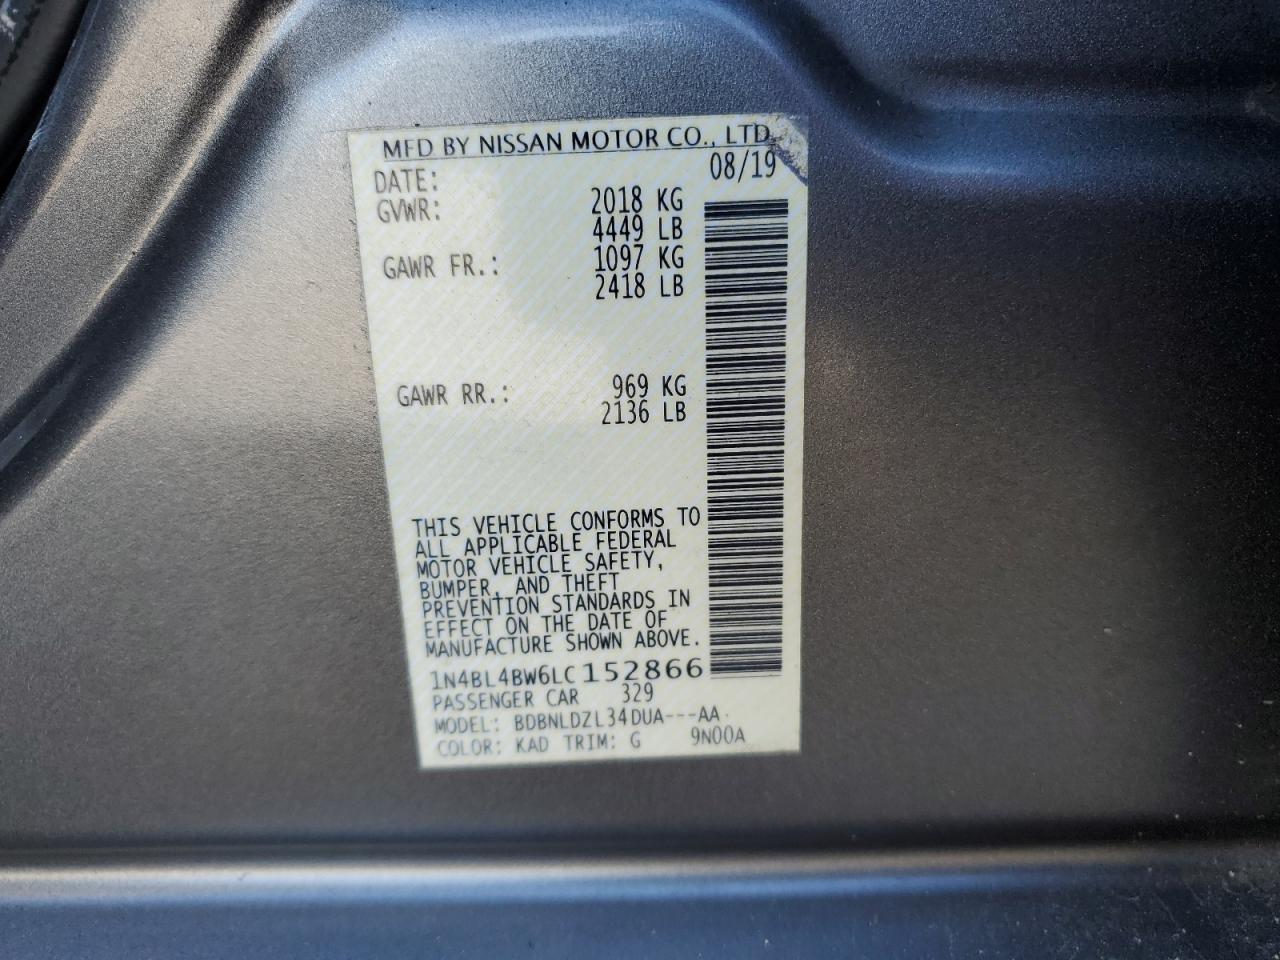 MFD BY NISSAN MOTOR CO., LTD.
DATE: 08/19
GVWR: 2018 KG
4449 LB
GAWR FR.: 1097 KG
2418 LB
GAWR RR.: 969 KG
2136 LB
THIS VEHICLE CONFORMS TO
ALL APPLICABLE FEDERAL
MOTOR VEHICLE SAFETY,
BUMPER, AND THEFT
PREVENTION STANDARDS IN
EFFECT ON THE DATE OF
MANUFACTURE SHOWN ABOVE.
1N4BL4BW6LC152866
PASSENGER CAR 329
MODEL: BDBNLDZL34DUA---AA
COLOR: KAD TRIM: G 9N00A